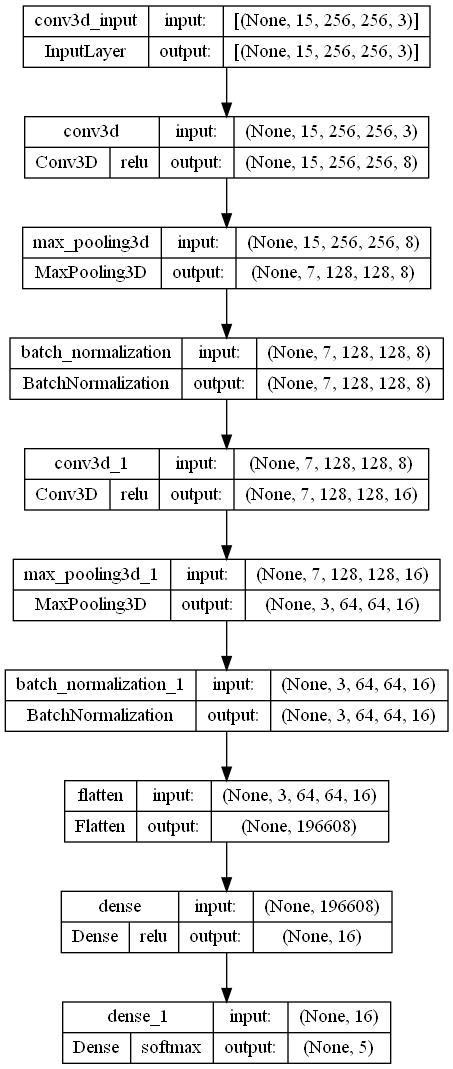 conv3d_input input: [(None, 15, 256, 256, 3)]
InputLayer output: [(None, 15, 256, 256, 3)]
conv3d input: (None, 15, 256, 256, 3)
Conv3D relu output: (None, 15, 256, 256, 8)
max_pooling3d input: (None, 15, 256, 256, 8)
MaxPooling3D output: (None, 7, 128, 128, 8)
batch_normalization input: (None, 7, 128, 128, 8)
BatchNormalization output: (None, 7, 128, 128, 8)
conv3d_1 input: (None, 7, 128, 128, 8)
Conv3D relu output: (None, 7, 128, 128, 16)
max_pooling3d_1 input: (None, 7, 128, 128, 16)
MaxPooling3D output: (None, 3, 64, 64, 16)
batch_normalization_1 input: (None, 3, 64, 64, 16)
BatchNormalization output: (None, 3, 64, 64, 16)
flatten input: (None, 3, 64, 64, 16)
Flatten output: (None, 196608)
dense input: (None, 196608)
Dense relu output: (None, 16)
dense_1 input: (None, 16)
Dense softmax output: (None, 5)